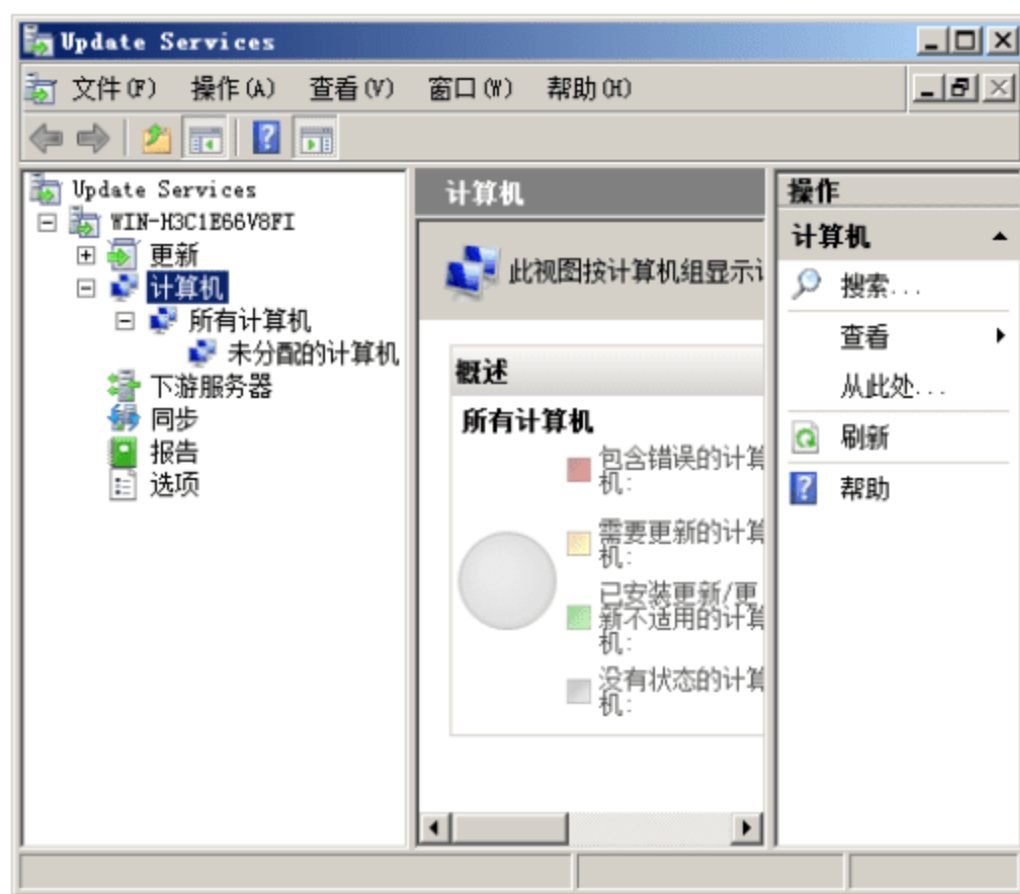 Update Services
文件(F) 操作(A) 查看(V) 窗口(W) 帮助(H)
Update Services
WIN-H3C1E66V8FI
更新
计算机
所有计算机
未分配的计算机
下游服务器
同步
报告
选项
计算机
此视图按计算机组显示
概述
所有计算机
包含错误的计算
机:
需要更新的计算
机:
已安装更新/更
新不适用的计算
机:
没有状态的计算
机:
操作
计算机
搜索...
查看
从此处...
刷新
帮助